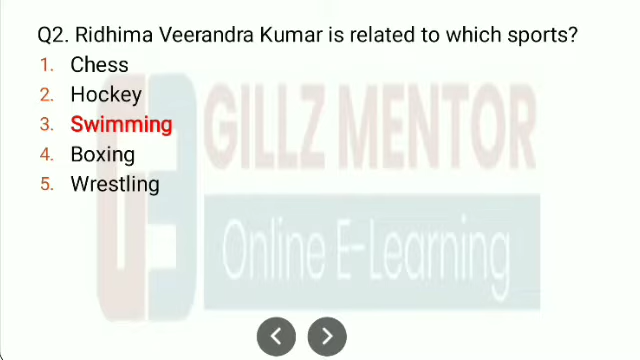 Q2. Ridhima Veerandra Kumar is related to which sports?
1. Chess
2. Hockey
3. Swimming
4. Boxing
5. Wrestling
GILLZ MENTOR
Online E-Learning